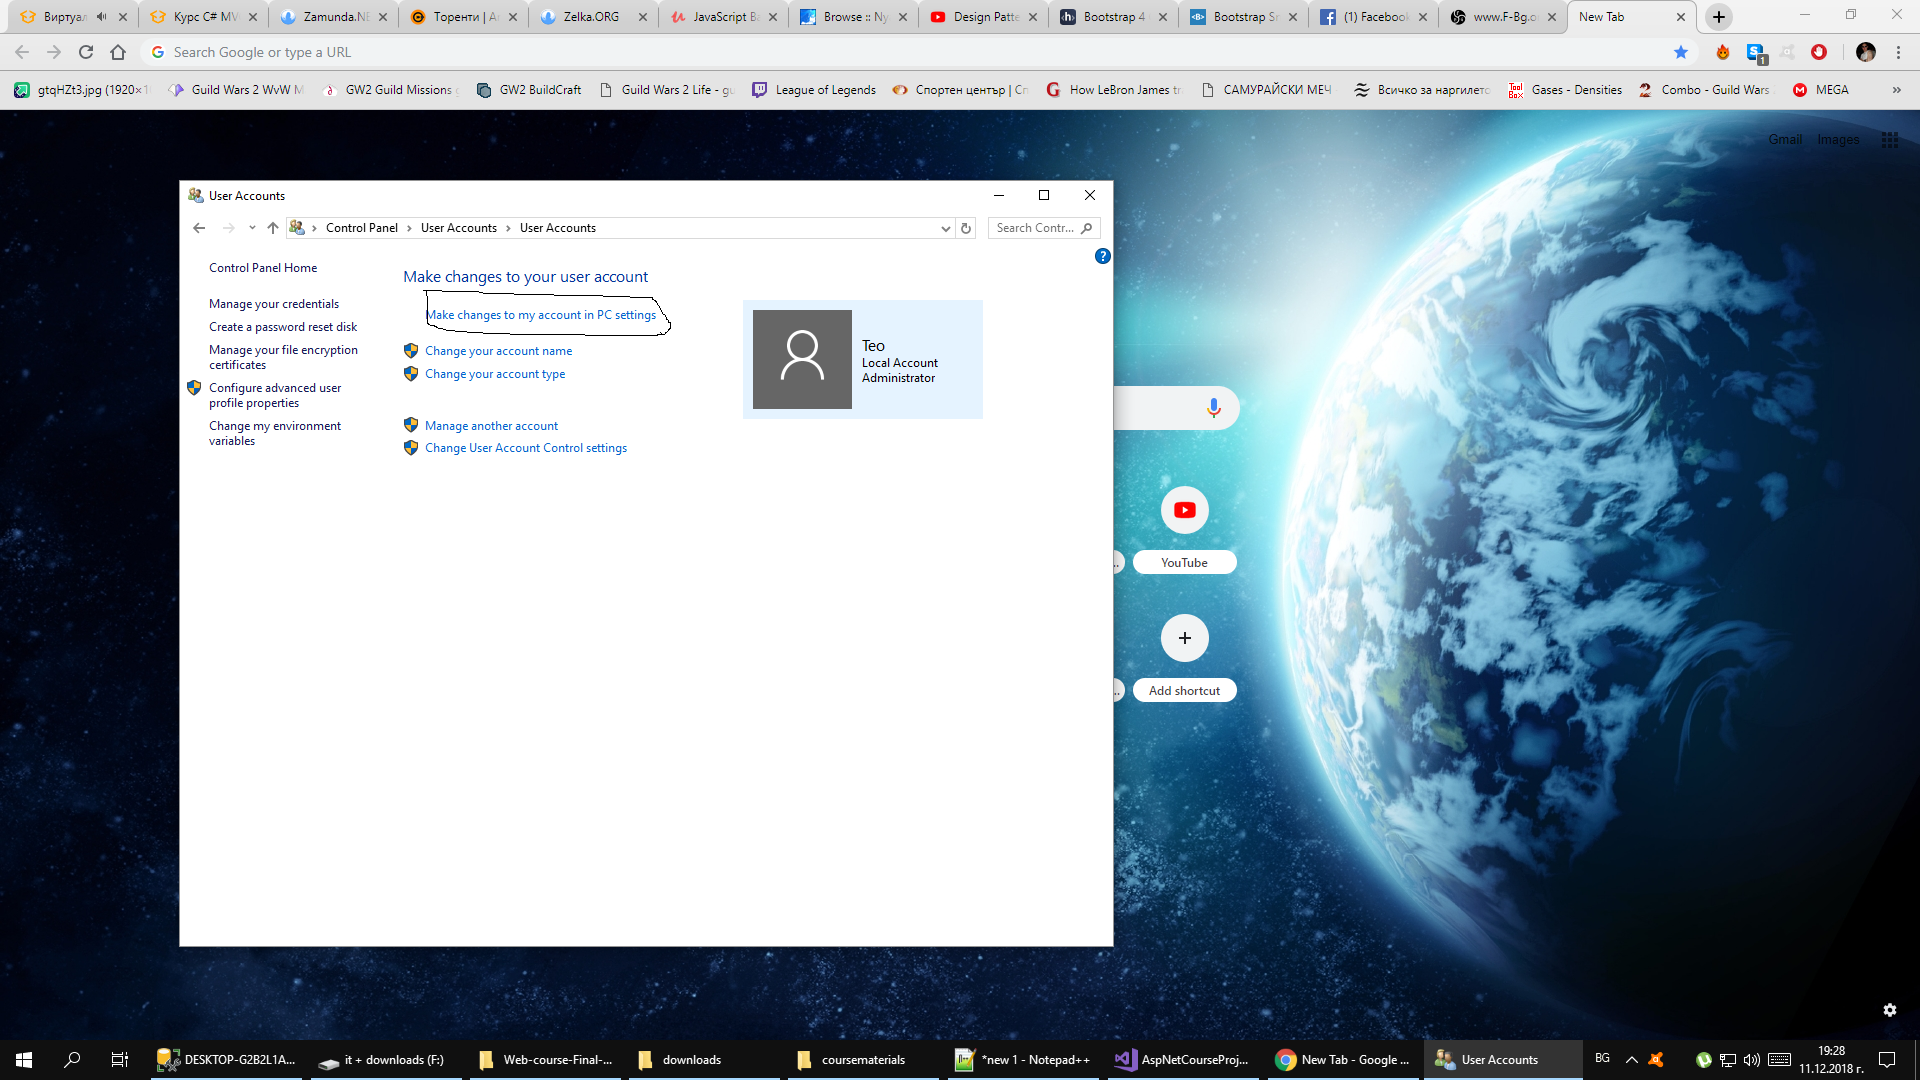 Виртуал
Курс C# MV
Zamunda.NE
Торенти | Ar
Zelka.ORG
JavaScript Ba
Browse :: Ny
Design Patte
Bootstrap 4
Bootstrap Sn
(1) Facebook
www.F-Bg.o
New Tab
Search Google or type a URL
1
gtqHZt3.jpg (1920×1
Guild Wars 2 WvW M
GW2 Guild Missions
GW2 BuildCraft
Guild Wars 2 Life - gu
League of Legends
Спортен център | Сп
How LeBron James tr
САМУРАЙСКИ МЕЧ
Всичко за наргилето
Tool Box
Gases - Densities
Combo - Guild Wars
MEGA
Gmail Images
User Accounts
Control Panel > User Accounts > User Accounts
Search Contr...
Control Panel Home
Manage your credentials
Create a password reset disk
Manage your file encryption
certificates
Configure advanced user
profile properties
Change my environment
variables
Make changes to your user account
Make changes to my account in PC settings
Change your account name
Change your account type
Manage another account
Change User Account Control settings
Teo
Local Account
Administrator
YouTube
Add shortcut
DESKTOP-G2B2L1A...
it + downloads (F:)
Web-course-Final-...
downloads
coursematerials
*new 1 - Notepad++
AspNetCourseProj...
New Tab - Google ...
User Accounts
BG
19:28
11.12.2018 г.